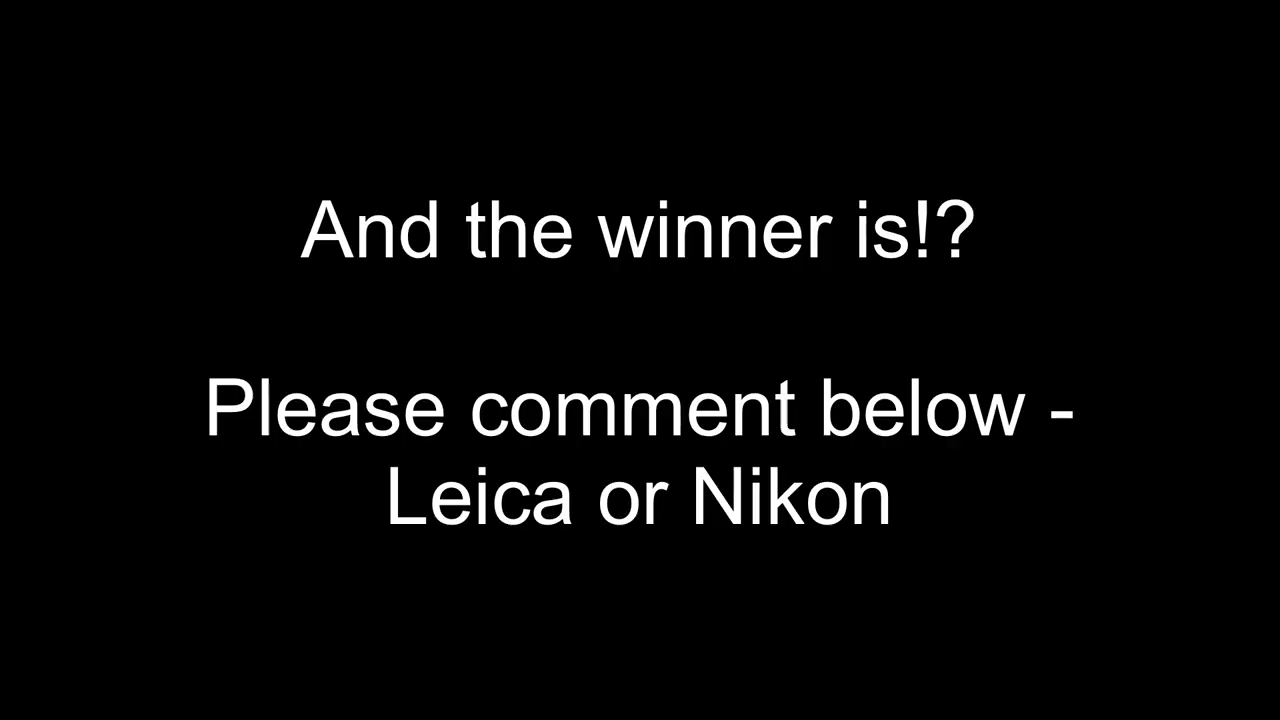 And the winner is!?
Please comment below -
Leica or Nikon